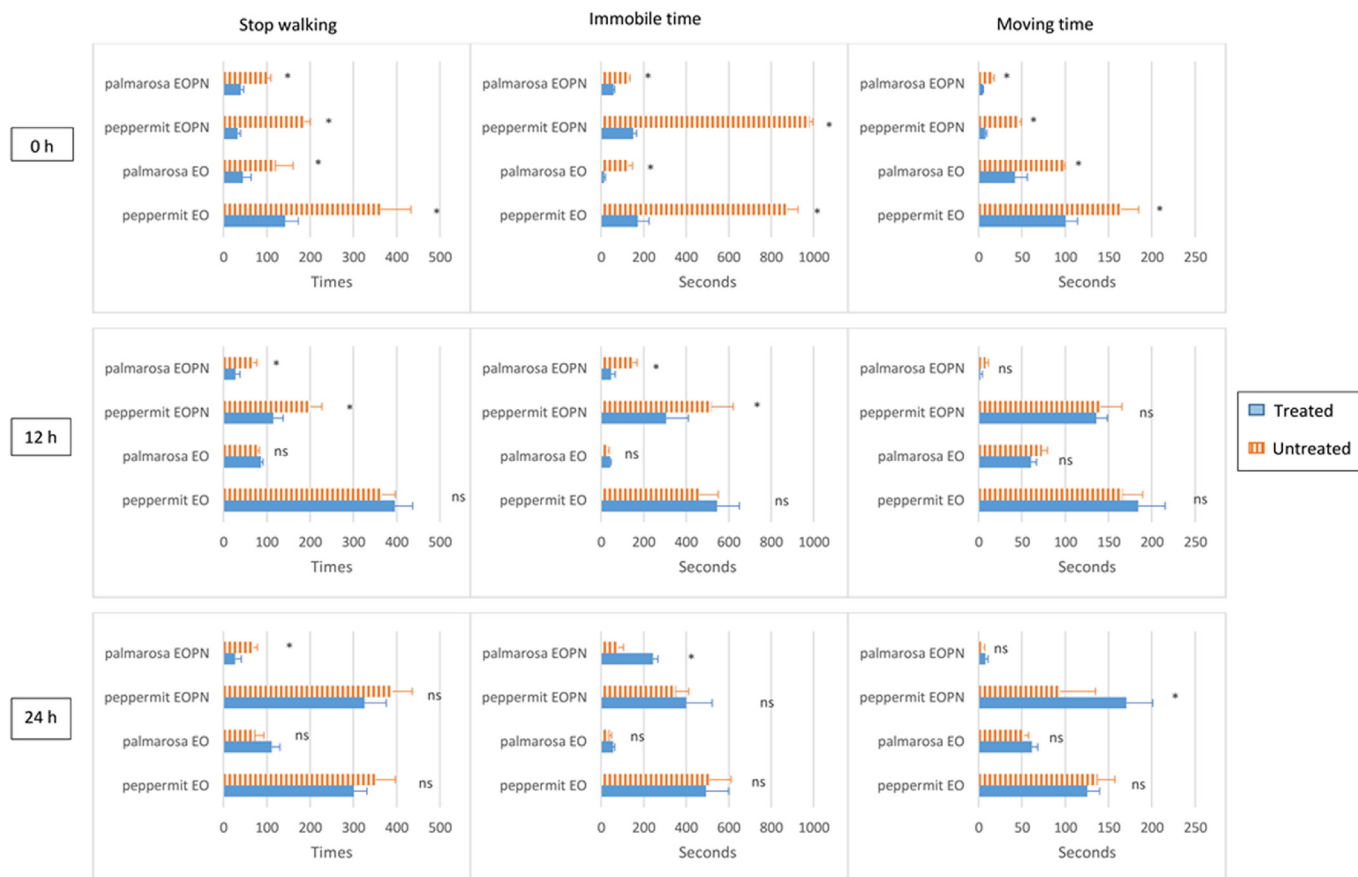 Stop walking Immobile time Moving time
0 h
palmarosa EOPN *
peppermit EOPN *
palmarosa EO *
peppermit EO *
0 100 200 300 400 500
Times
palmarosa EOPN *
peppermit EOPN *
palmarosa EO *
peppermit EO *
0 200 400 600 800 1000
Seconds
palmarosa EOPN *
peppermit EOPN *
palmarosa EO *
peppermit EO *
0 50 100 150 200 250
Seconds
12 h
palmarosa EOPN *
peppermit EOPN *
palmarosa EO ns
peppermit EO ns
0 100 200 300 400 500
Times
palmarosa EOPN *
peppermit EOPN *
palmarosa EO ns
peppermit EO ns
0 200 400 600 800 1000
Seconds
palmarosa EOPN ns
peppermit EOPN ns
palmarosa EO ns
peppermit EO ns
0 50 100 150 200 250
Seconds
Treated
Untreated
24 h
palmarosa EOPN *
peppermit EOPN ns
palmarosa EO ns
peppermit EO ns
0 100 200 300 400 500
Times
palmarosa EOPN *
peppermit EOPN ns
palmarosa EO ns
peppermit EO ns
0 200 400 600 800 1000
Seconds
palmarosa EOPN ns
peppermit EOPN *
palmarosa EO ns
peppermit EO ns
0 50 100 150 200 250
Seconds